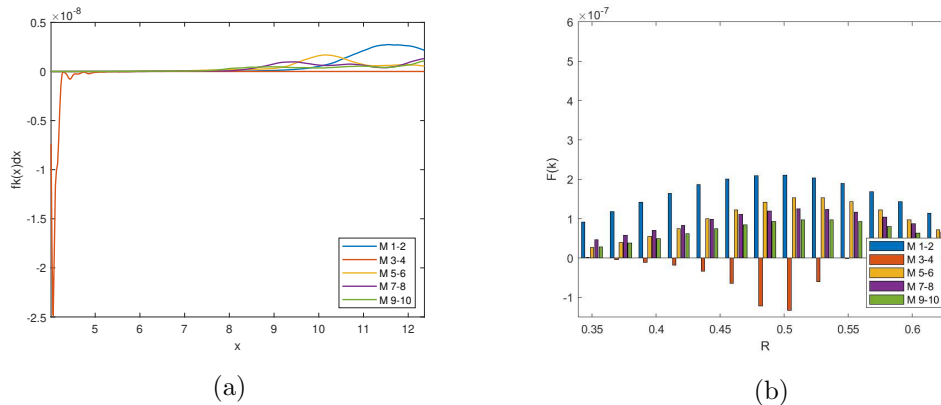 ×10-8
0.5
0
-0.5
-1
-1.5
-2
-2.5
fk(x)dx
5 6 7 8 9 10 11 12
x
M 1-2
M 3-4
M 5-6
M 7-8
M 9-10
(a)
×10-7
6
5
4
3
2
1
0
-1
F(k)
0.35 0.4 0.45 0.5 0.55 0.6
R
M 1-2
M 3-4
M 5-6
M 7-8
M 9-10
(b)